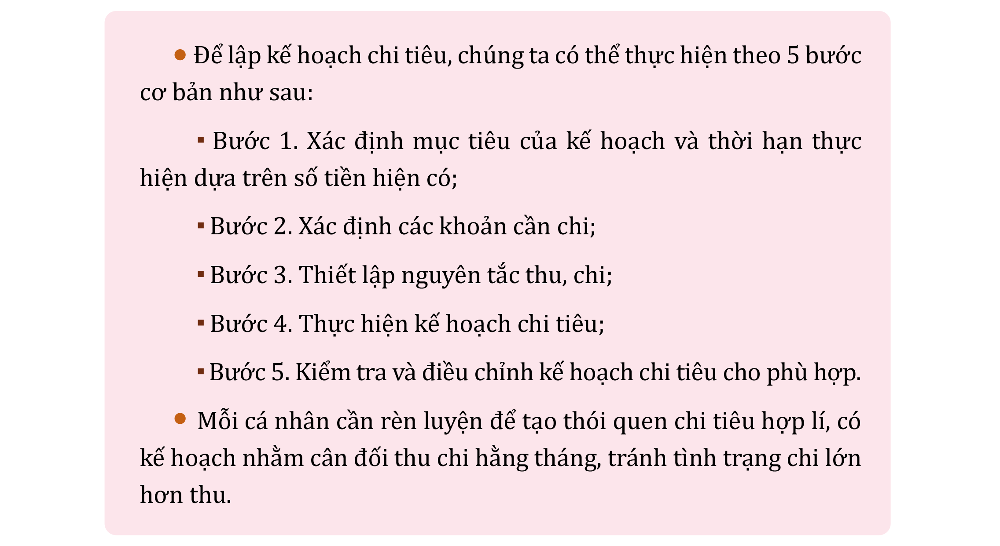 ● Để lập kế hoạch chi tiêu, chúng ta có thể thực hiện theo 5 bước
cơ bản như sau:
▪ Bước 1. Xác định mục tiêu của kế hoạch và thời hạn thực
hiện dựa trên số tiền hiện có;
▪ Bước 2. Xác định các khoản cần chi;
▪ Bước 3. Thiết lập nguyên tắc thu, chi;
▪ Bước 4. Thực hiện kế hoạch chi tiêu;
▪ Bước 5. Kiểm tra và điều chỉnh kế hoạch chi tiêu cho phù hợp.
● Mỗi cá nhân cần rèn luyện để tạo thói quen chi tiêu hợp lí, có
kế hoạch nhằm cân đối thu chi hằng tháng, tránh tình trạng chi lớn
hơn thu.